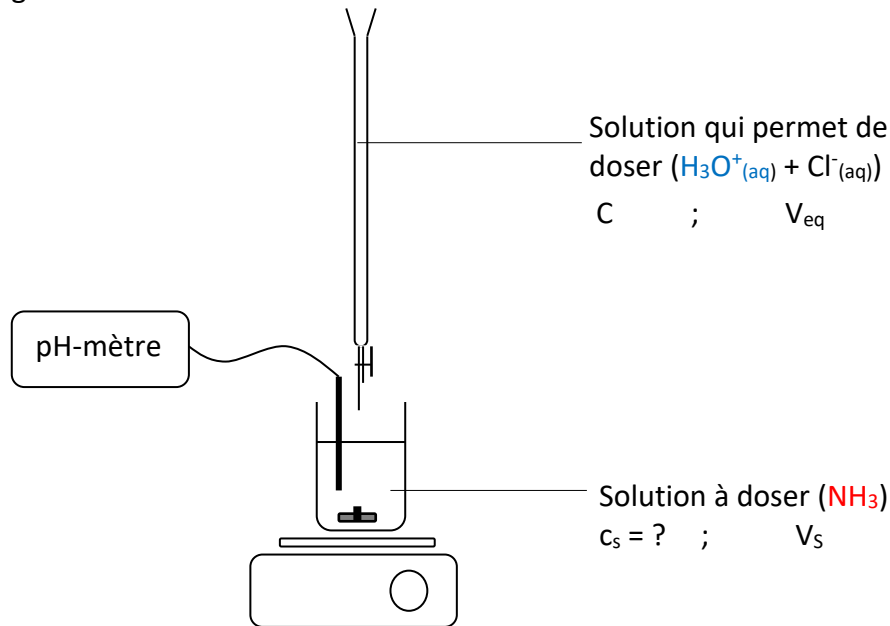 g
Solution qui permet de
doser (H₃O⁺(aq) + Cl⁻(aq))
C ; Veq
pH-mètre
Solution à doser (NH₃)
cₛ = ? ; Vₛ